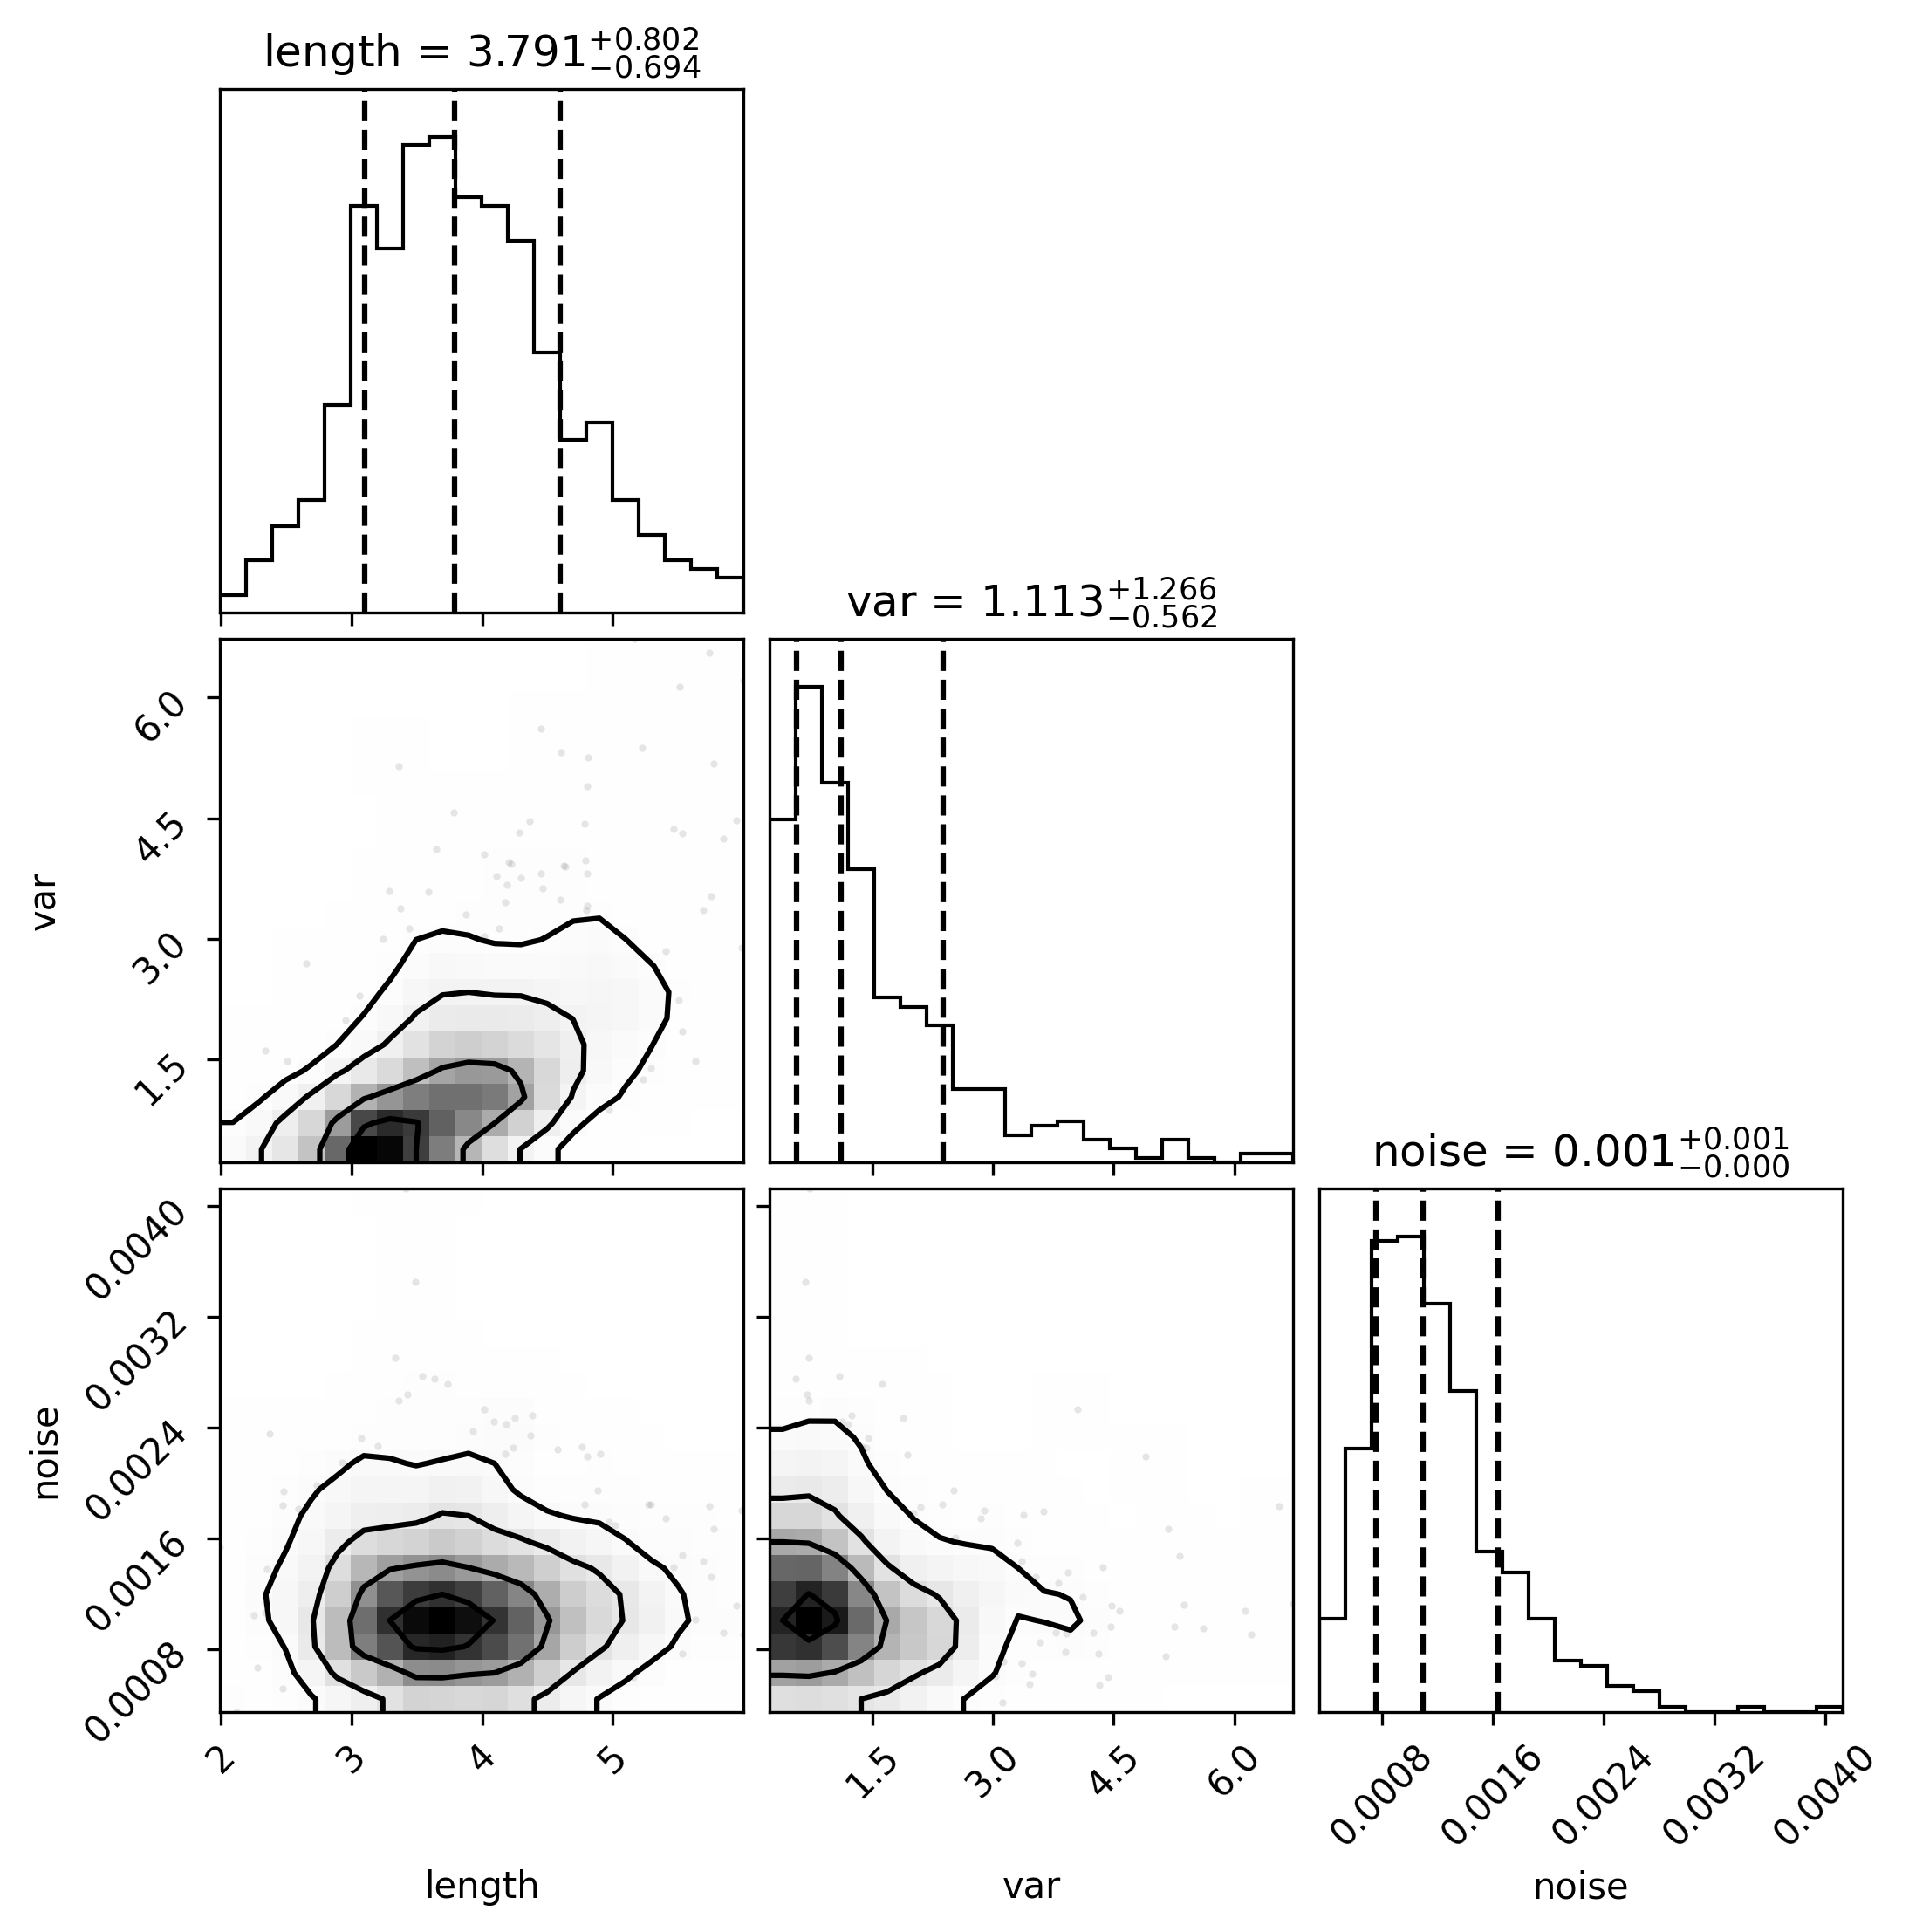 length = 3.791 +0.802 −0.694
var = 1.113 +1.266 −0.562
6.0
4.5
3.0
1.5
var
noise = 0.001 +0.001 −0.000
0.0040
0.0032
0.0024
0.0016
0.0008
noise
2 3 4 5
1.5 3.0 4.5 6.0
0.0008 0.0016 0.0024 0.0032 0.0040
length var noise